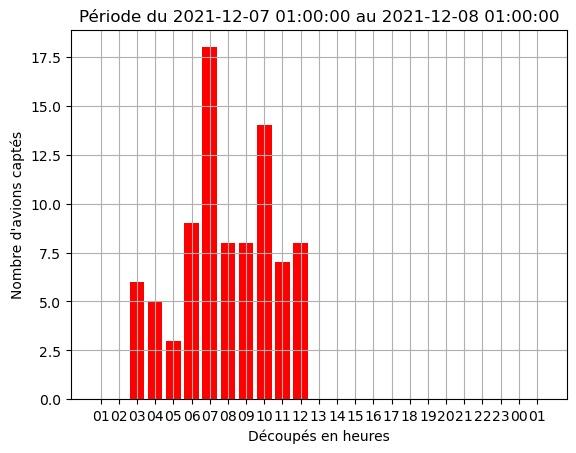 Période du 2021-12-07 01:00:00 au 2021-12-08 01:00:00
Nombre d'avions captés
17.5
15.0
12.5
10.0
7.5
5.0
2.5
0.0
01 02 03 04 05 06 07 08 09 10 11 12 13 14 15 16 17 18 19 20 21 22 23 00 01
Découpés en heures